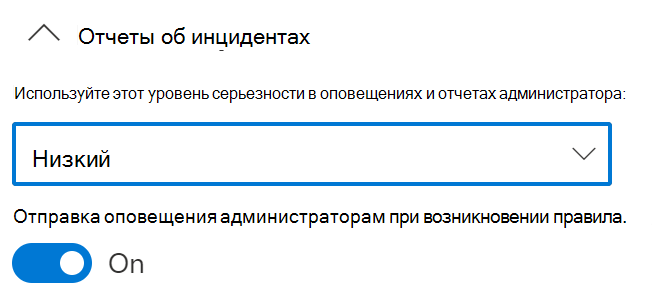 Отчеты об инцидентах
Используйте этот уровень серьезности в оповещениях и отчетах администратора:
Низкий
Отправка оповещения администраторам при возникновении правила.
On